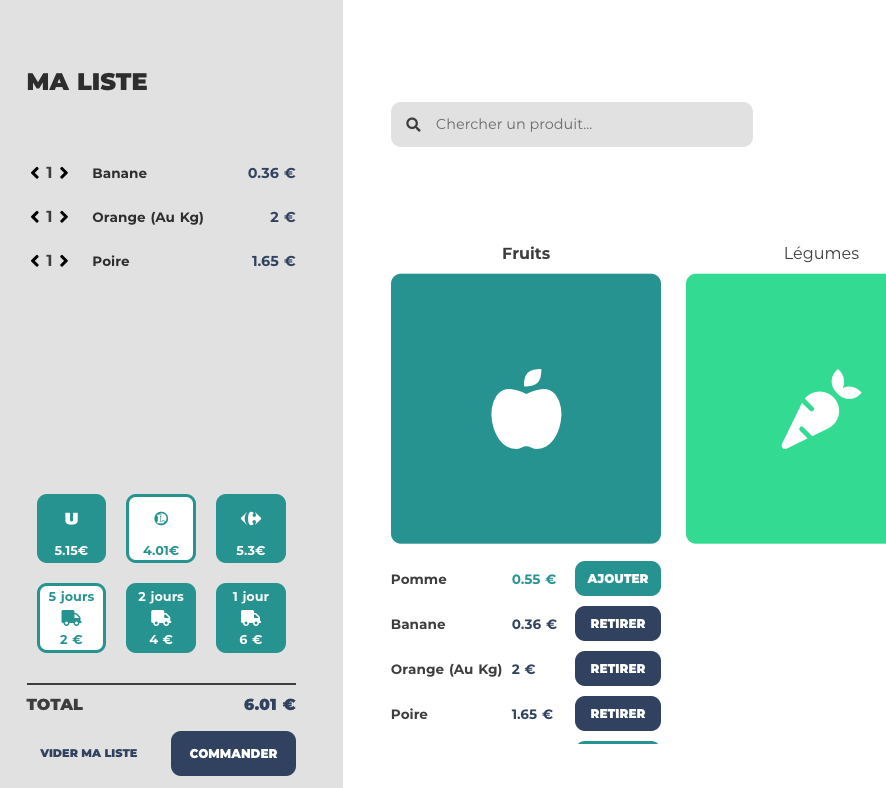 MA LISTE
1 Banane 0.36 €
1 Orange (Au Kg) 2 €
1 Poire 1.65 €
U L
5.15€ 4.01€ 5.3€
5 jours 2 jours 1 jour
2 € 4 € 6 €
TOTAL 6.01 €
VIDER MA LISTE COMMANDER
Chercher un produit...
Fruits Légumes
Pomme 0.55 € AJOUTER
Banane 0.36 € RETIRER
Orange (Au Kg) 2 € RETIRER
Poire 1.65 € RETIRER